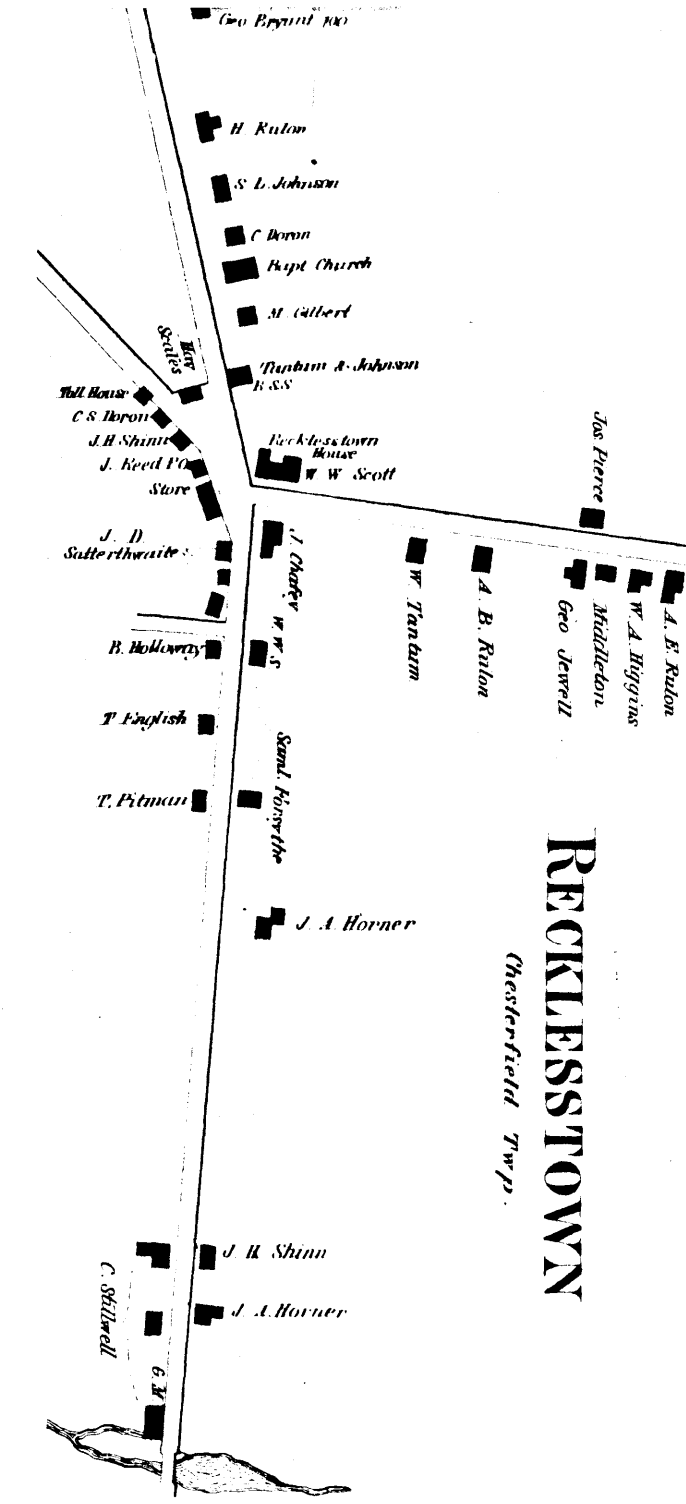 Geo Bryant 100
H. Rulon
S. L. Johnson
C Doron
Bapt Church
M. Gilbert
Hay
Scales
Tantum & Johnson
B.S.S
Toll House
C S. Doron
J. H Shinn
J. Reed P.O
Store
Recklesstown
House
W W Scott
Jos. Pierce
J. D.
Satterthwaite
J. Chafey
W. W. S
W. Tantum
A. B. Rulon
Geo Jewell
Middleton
W. A. Higgins
A. E. Rulon
B. Holloway
T English
T. Pitman
Saml. Forsythe
J. A. Horner
RECKLESSTOWN
Chesterfield Twp.
J. H. Shinn
J. A. Horner
C. Stillwell
G. M